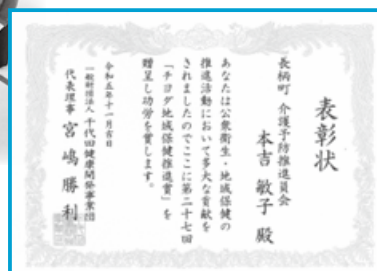 表彰状
長柄町 介護予防推進員会
本吉 敏子 殿
あなたは公衆衛生・地域保健の
推進活動において多大な貢献を
されましたのでここに第二十七回
「チヨダ地域保健推進賞」を
贈呈し功労を賞します。
令和五年十一月吉日
一般財団法人 千代田健康開発事業団
代表理事 宮嶋 勝利